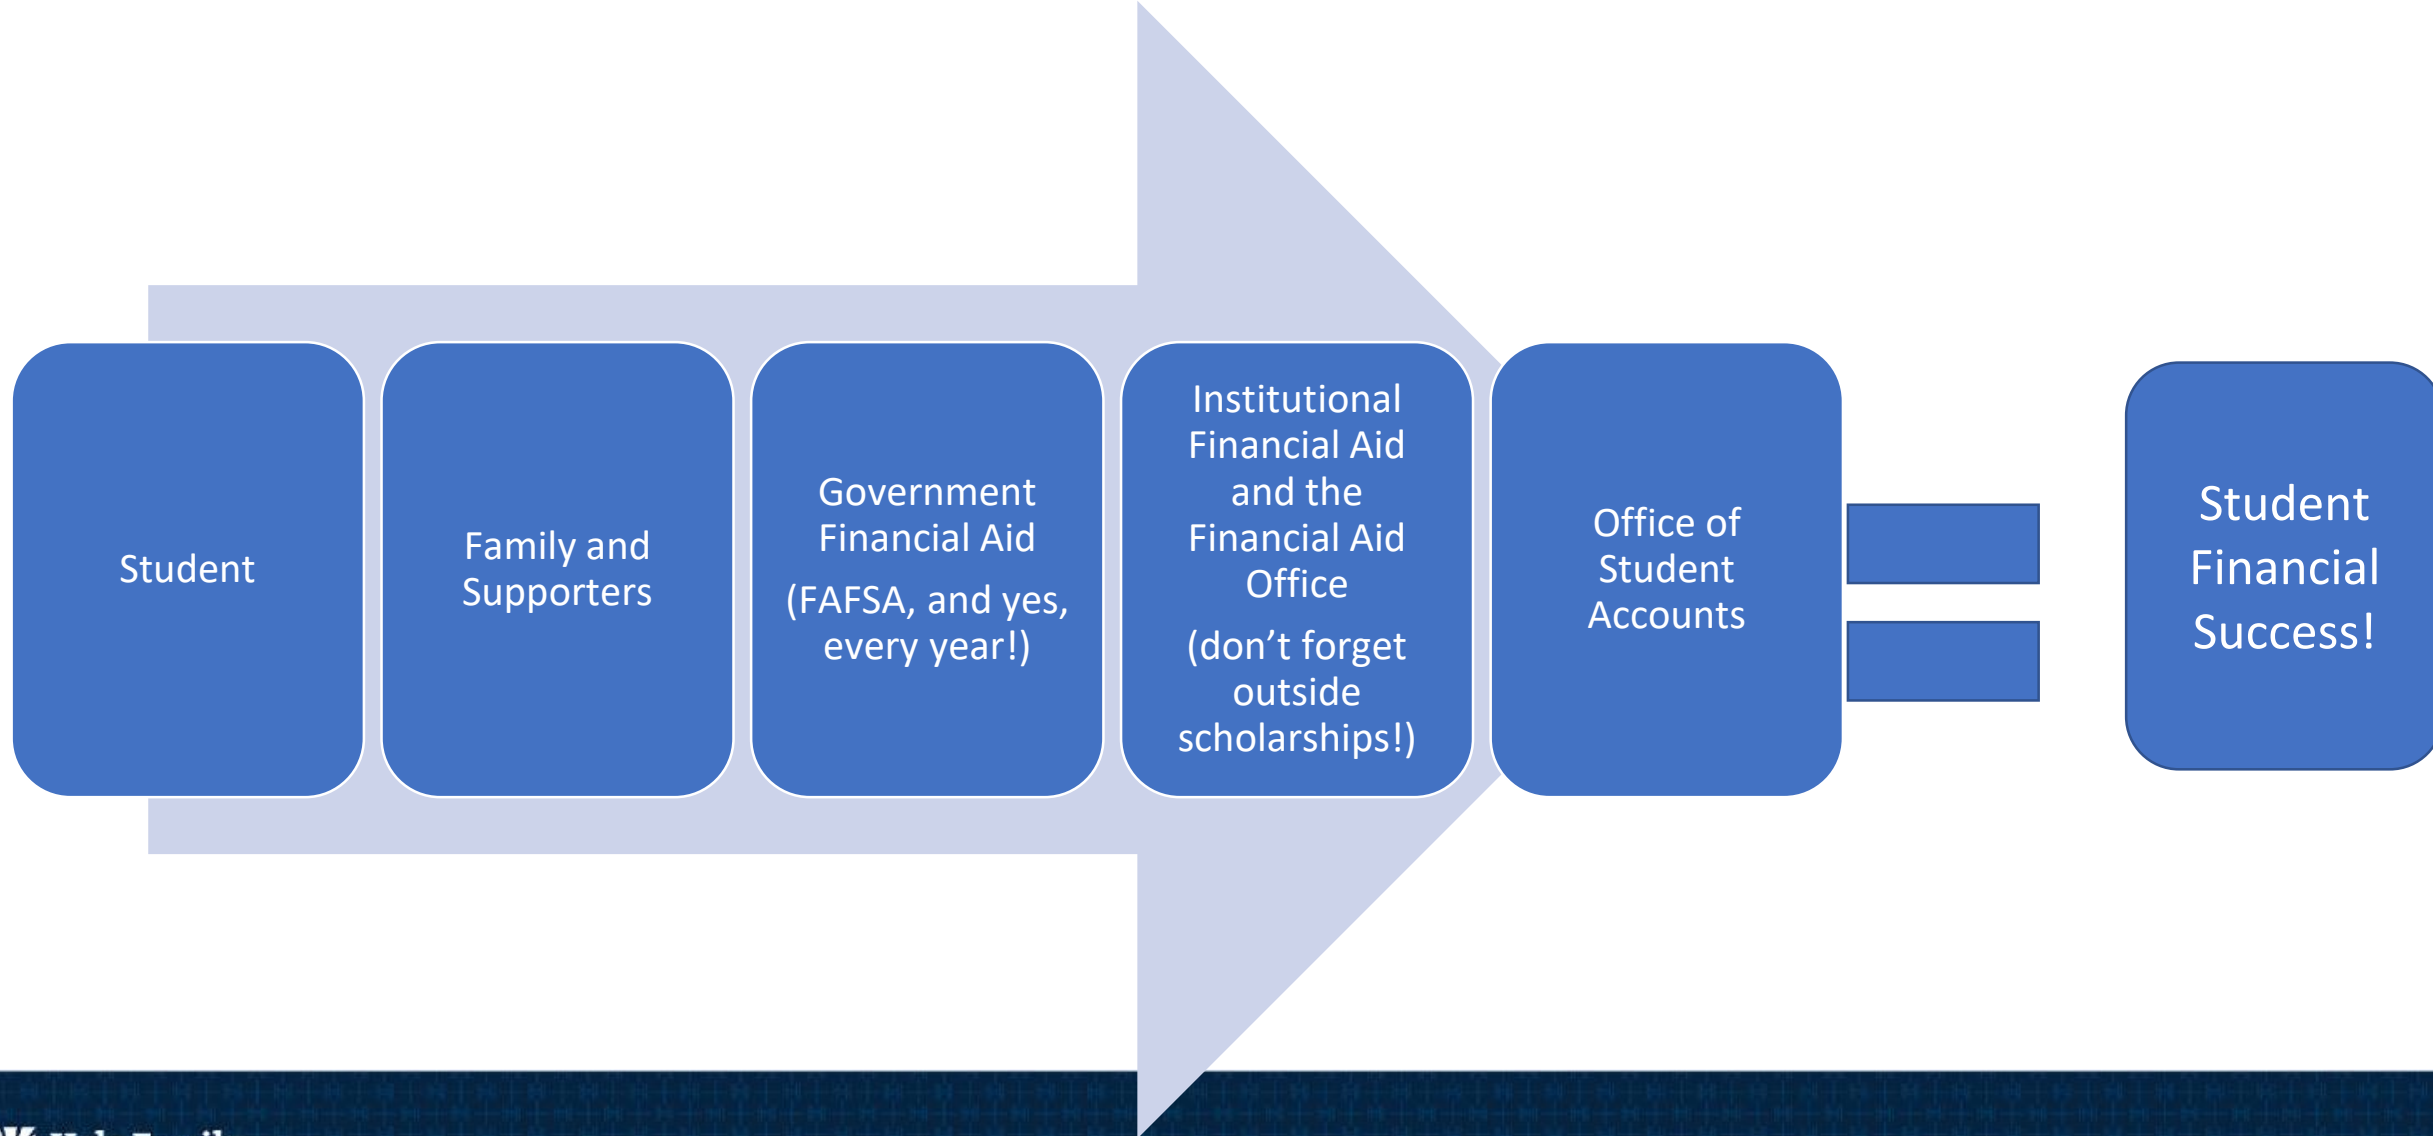 Student
Family and
Supporters
Government
Financial Aid
(FAFSA, and yes,
every year!)
Institutional
Financial Aid
and the
Financial Aid
Office
(don’t forget
outside
scholarships!)
Office of
Student
Accounts
Student
Financial
Success!